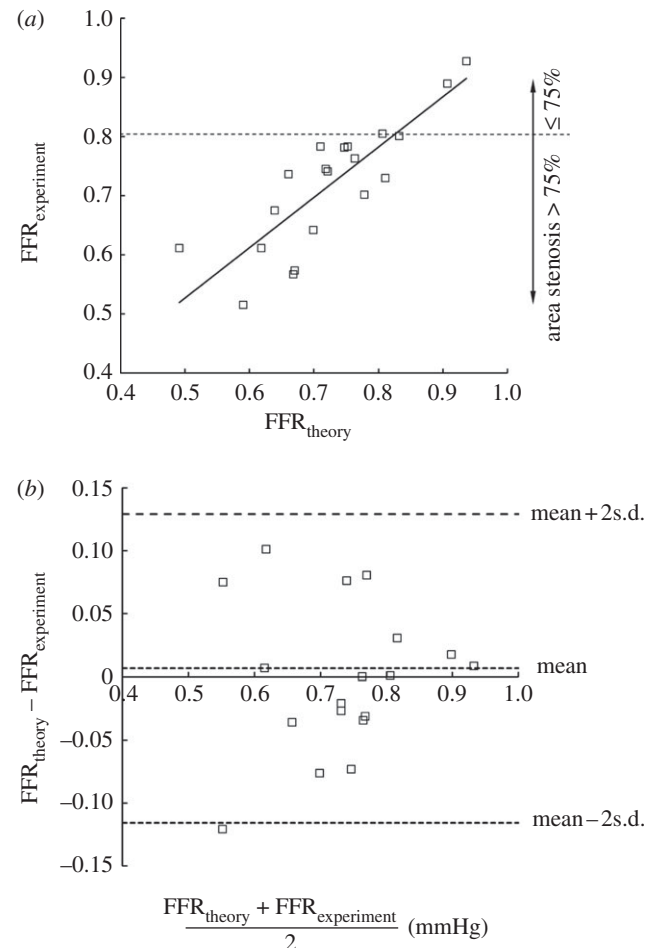 (a)
1.0
0.9
0.8
0.7
0.6
0.5
0.4
FFRexperiment
0.4 0.5 0.6 0.7 0.8 0.9 1.0
FFRtheory
area stenosis > 75% ≤ 75%
(b)
0.15
0.10
0.05
0
–0.05
–0.10
–0.15
FFRtheory – FFRexperiment
0.4 0.5 0.6 0.7 0.8 0.9 1.0
mean + 2s.d.
mean
mean – 2s.d.
FFRtheory + FFRexperiment
2
(mmHg)